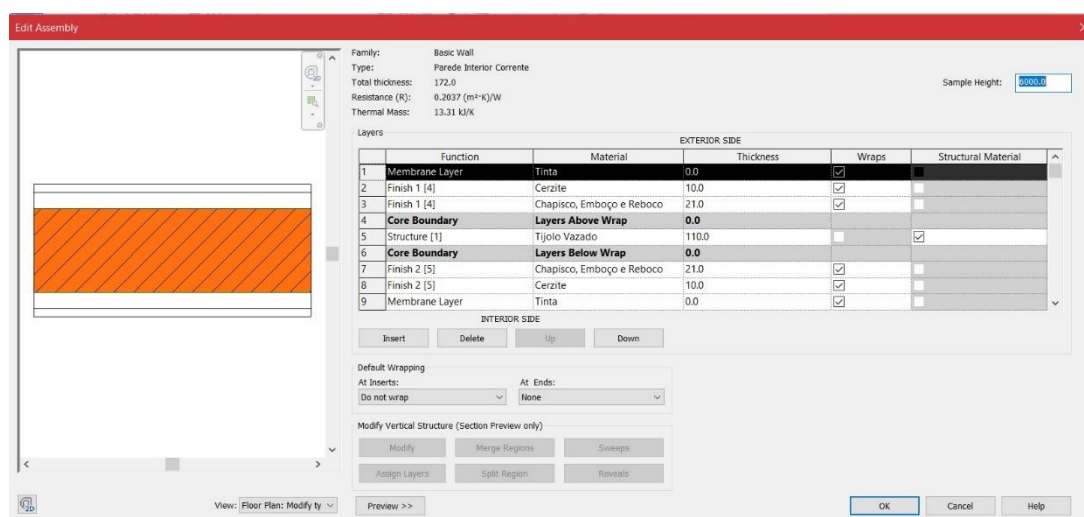 Edit Assembly
Family: Basic Wall
Type: Parede Interior Corrente
Total thickness: 172.0
Resistance (R): 0.2037 (m²·K)/W
Thermal Mass: 13.31 kJ/K
Sample Height: 6000.0
Layers
EXTERIOR SIDE
Function Material Thickness Wraps Structural Material
1 Membrane Layer Tinta 0.0
2 Finish 1 [4] Cerzite 10.0
3 Finish 1 [4] Chapisco, Emboço e Reboco 21.0
4 Core Boundary Layers Above Wrap 0.0
5 Structure [1] Tijolo Vazado 110.0
6 Core Boundary Layers Below Wrap 0.0
7 Finish 2 [5] Chapisco, Emboço e Reboco 21.0
8 Finish 2 [5] Cerzite 10.0
9 Membrane Layer Tinta 0.0
INTERIOR SIDE
Insert Delete Up Down
Default Wrapping
At Inserts: At Ends:
Do not wrap None
Modify Vertical Structure (Section Preview only)
Modify Merge Regions Sweeps
Assign Layers Split Region Reveals
2D View: Floor Plan: Modify ty Preview >> OK Cancel Help